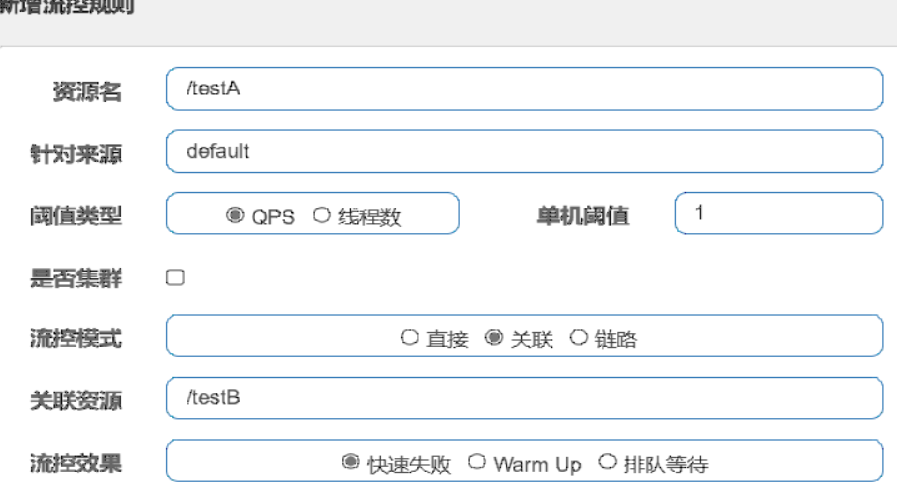 新增流控规则
资源名 /testA
针对来源 default
阈值类型 QPS 线程数 单机阈值 1
是否集群
流控模式 直接 关联 链路
关联资源 /testB
流控效果 快速失败 Warm Up 排队等待